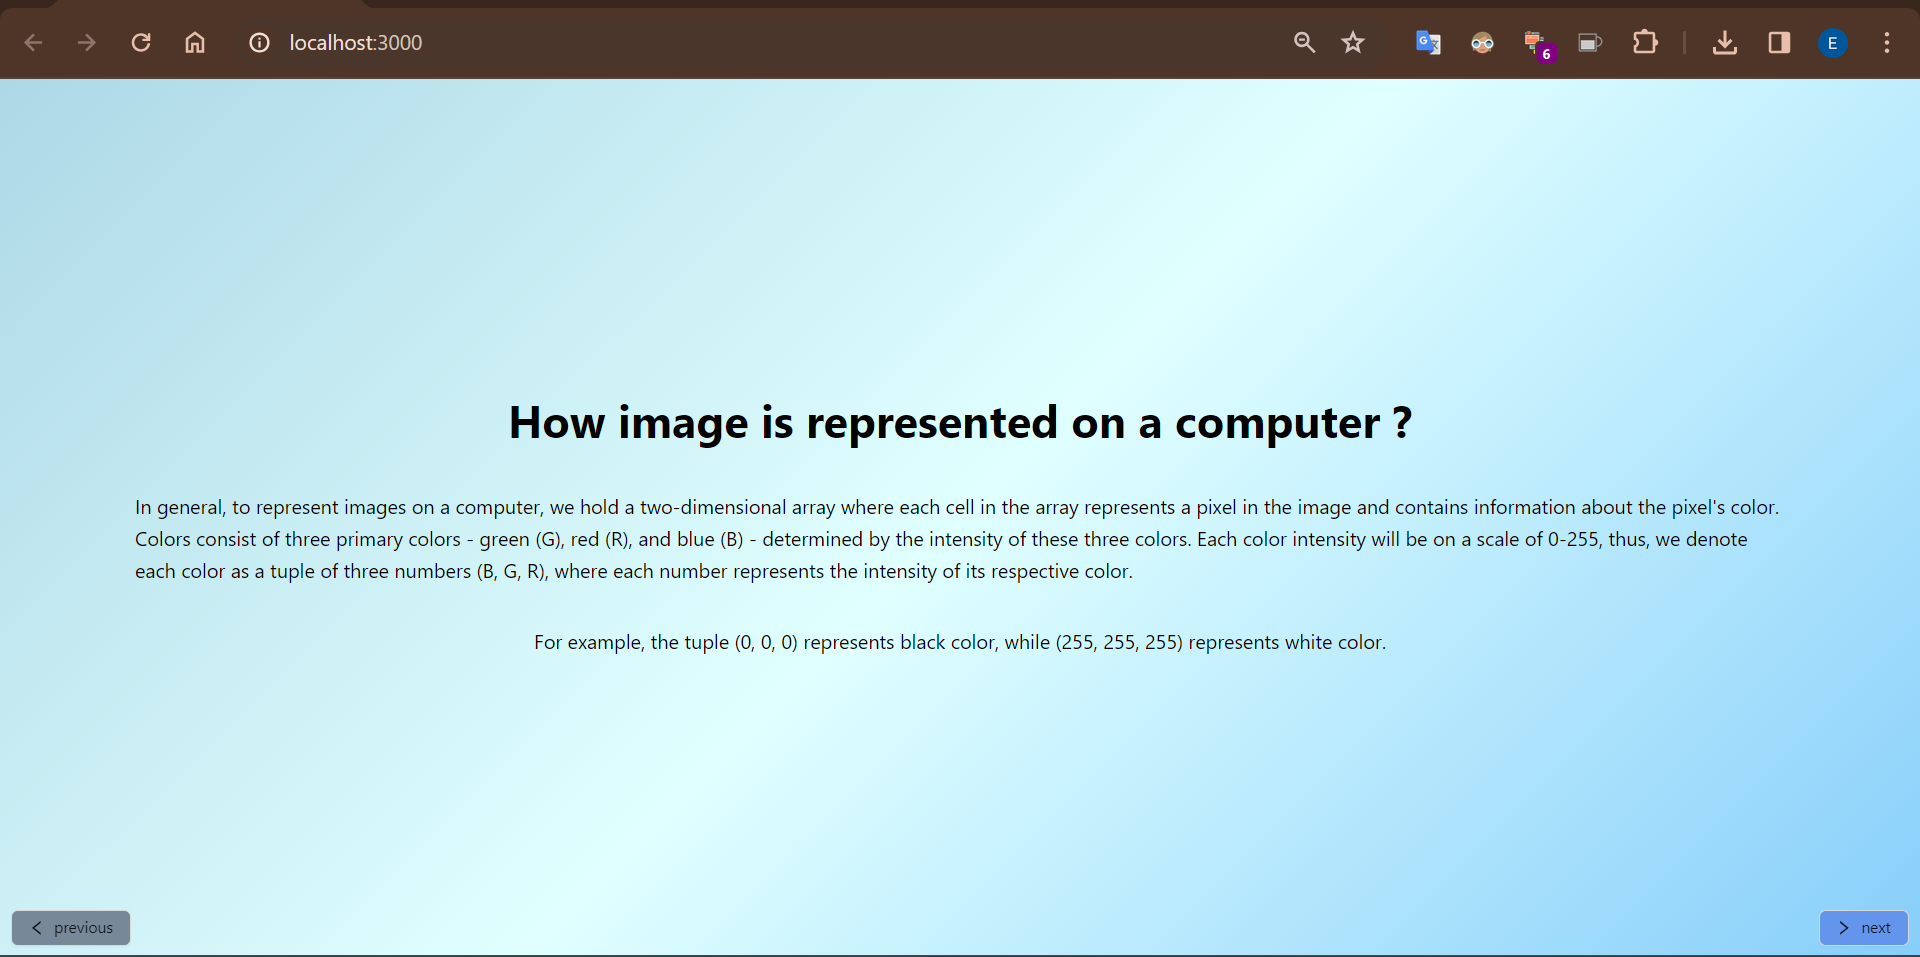 localhost:3000
6
E
How image is represented on a computer ?
In general, to represent images on a computer, we hold a two-dimensional array where each cell in the array represents a pixel in the image and contains information about the pixel's color.
Colors consist of three primary colors - green (G), red (R), and blue (B) - determined by the intensity of these three colors. Each color intensity will be on a scale of 0-255, thus, we denote
each color as a tuple of three numbers (B, G, R), where each number represents the intensity of its respective color.
For example, the tuple (0, 0, 0) represents black color, while (255, 255, 255) represents white color.
previous
next